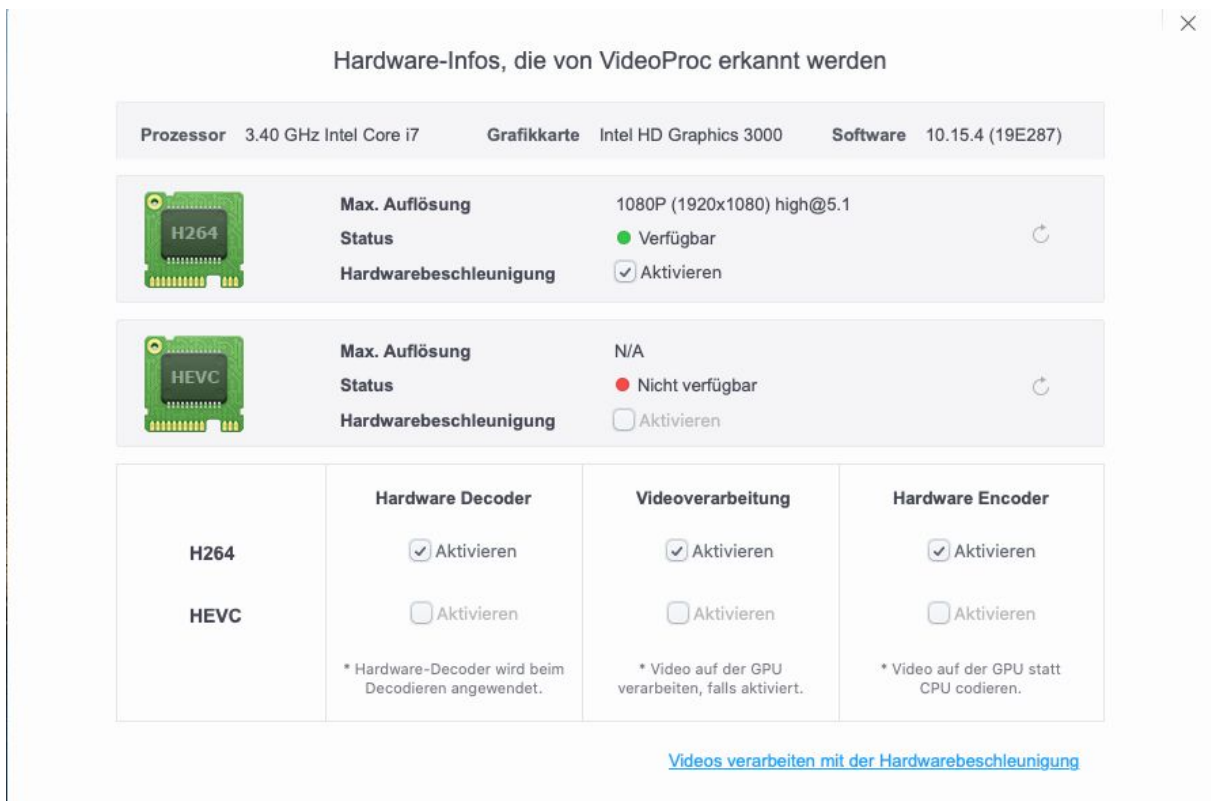 Hardware-Infos, die von VideoProc erkannt werden
Prozessor 3.40 GHz Intel Core i7 Grafikkarte Intel HD Graphics 3000 Software 10.15.4 (19E287)
H264
Max. Auflösung 1080P (1920x1080) high@5.1
Status Verfügbar
Hardwarebeschleunigung Aktivieren
HEVC
Max. Auflösung N/A
Status Nicht verfügbar
Hardwarebeschleunigung Aktivieren
Hardware Decoder Videoverarbeitung Hardware Encoder
H264 Aktivieren Aktivieren Aktivieren
HEVC Aktivieren Aktivieren Aktivieren
* Hardware-Decoder wird beim
Decodieren angewendet.
* Video auf der GPU
verarbeiten, falls aktiviert.
* Video auf der GPU statt
CPU codieren.
Videos verarbeiten mit der Hardwarebeschleunigung